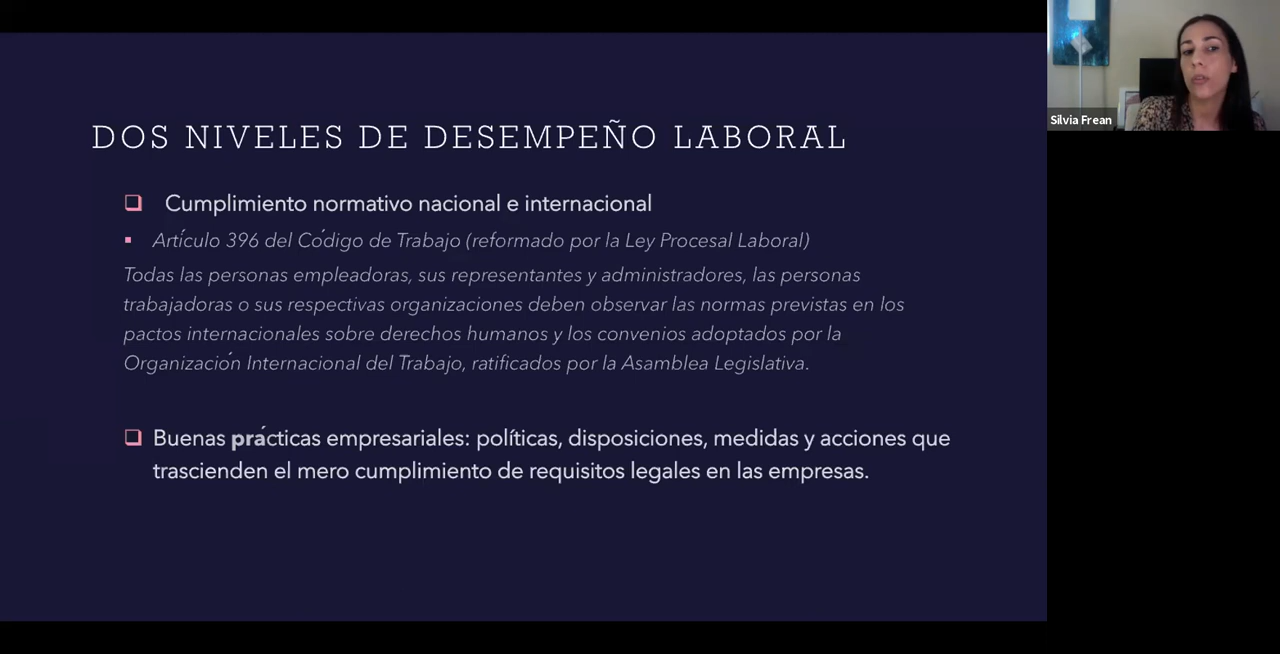 DOS NIVELES DE DESEMPEÑO LABORAL
❑ Cumplimiento normativo nacional e internacional
▪ Artículo 396 del Código de Trabajo (reformado por la Ley Procesal Laboral)
Todas las personas empleadoras, sus representantes y administradores, las personas
trabajadoras o sus respectivas organizaciones deben observar las normas previstas en los
pactos internacionales sobre derechos humanos y los convenios adoptados por la
Organización Internacional del Trabajo, ratificados por la Asamblea Legislativa.
❑ Buenas prácticas empresariales: políticas, disposiciones, medidas y acciones que
trascienden el mero cumplimiento de requisitos legales en las empresas.
Silvia Frean